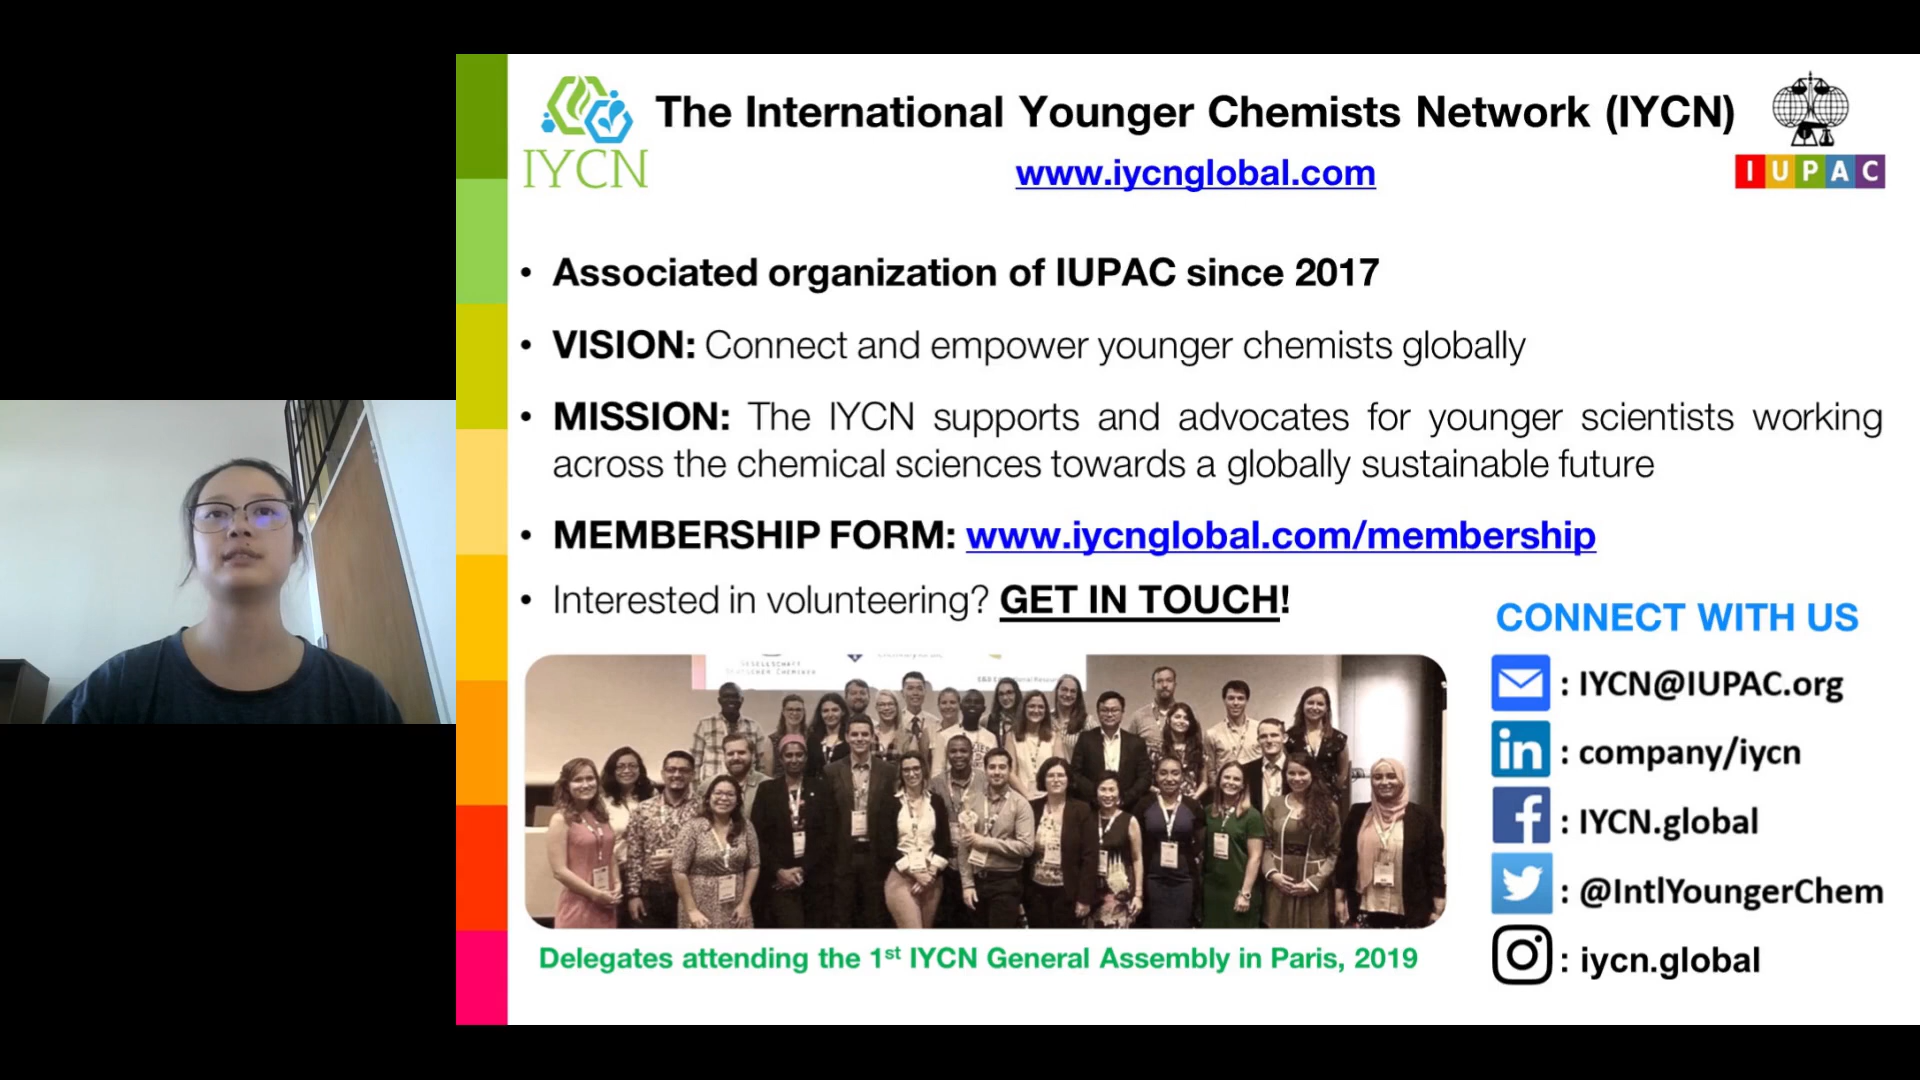 IYCN
The International Younger Chemists Network (IYCN)
www.iycnglobal.com
IUPAC
• Associated organization of IUPAC since 2017
• VISION: Connect and empower younger chemists globally
• MISSION: The IYCN supports and advocates for younger scientists working
across the chemical sciences towards a globally sustainable future
• MEMBERSHIP FORM: www.iycnglobal.com/membership
• Interested in volunteering? GET IN TOUCH!
GESELLSCHAFT
DEUTSCHER CHEMIKER
Delegates attending the 1st IYCN General Assembly in Paris, 2019
CONNECT WITH US
: IYCN@IUPAC.org
in : company/iycn
f : IYCN.global
: @IntlYoungerChem
: iycn.global